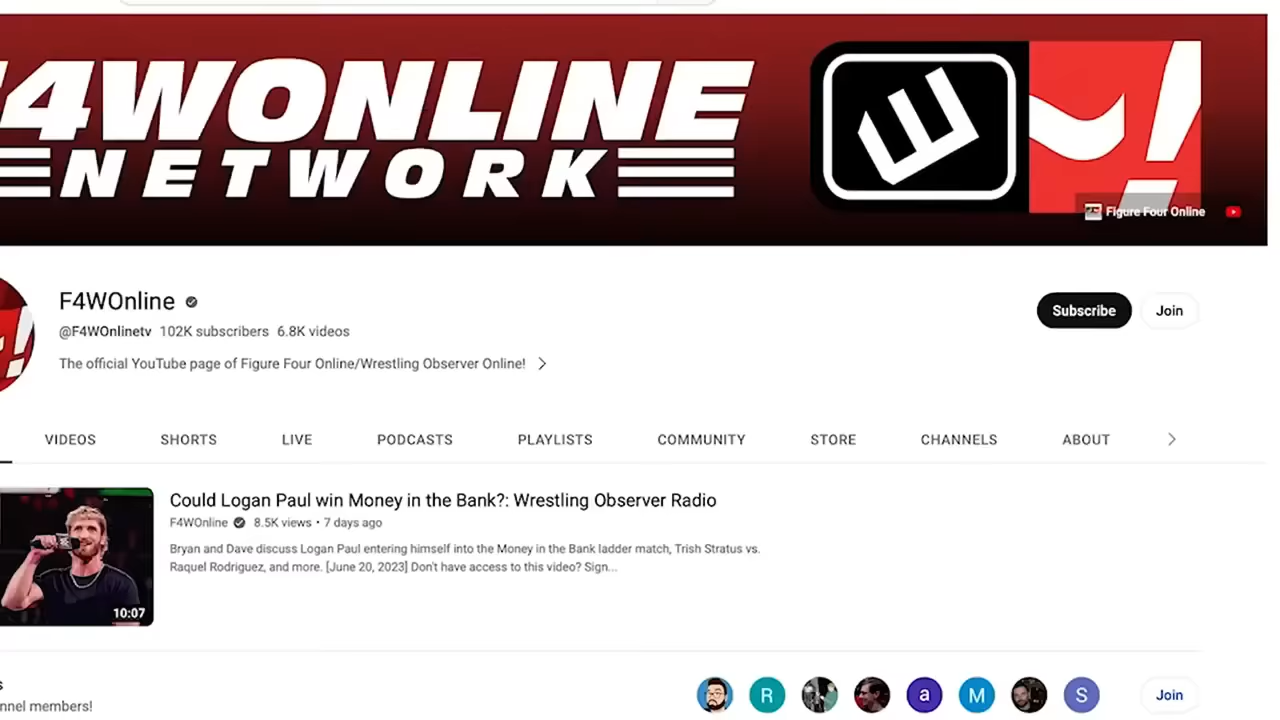 F4WONLINE
NETWORK
Figure Four Online
F4WOnline
@F4WOnlinetv 102K subscribers 6.8K videos
The official YouTube page of Figure Four Online/Wrestling Observer Online!
Subscribe
Join
VIDEOS SHORTS LIVE PODCASTS PLAYLISTS COMMUNITY STORE CHANNELS ABOUT
Could Logan Paul win Money in the Bank?: Wrestling Observer Radio
F4WOnline 8.5K views • 7 days ago
Bryan and Dave discuss Logan Paul entering himself into the Money in the Bank ladder match, Trish Stratus vs.
Raquel Rodriguez, and more. [June 20, 2023] Don't have access to this video? Sign...
10:07
s
nnel members!
R
a
M
S
Join